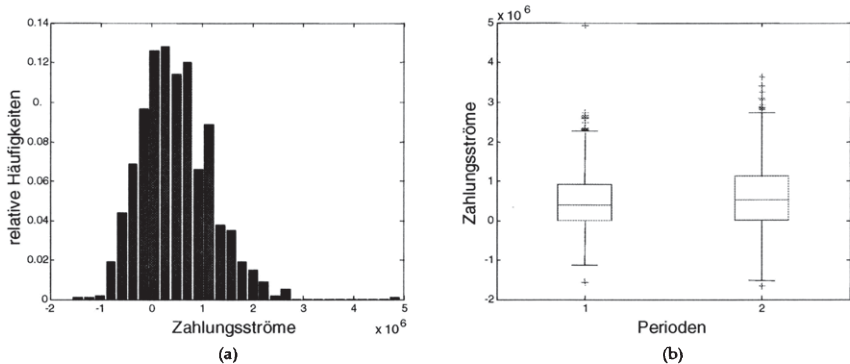 0.14
0.12
0.
0.08
0.06
0.04
0.02
0
relative Häufigkeiten
-2 -1 0 1 2 3 4 5
Zahlungsströme x 10^6
(a)
x 10^6
5
4
3
2
1
0
-1
-2
Zahlungsströme
1 2
Perioden
(b)